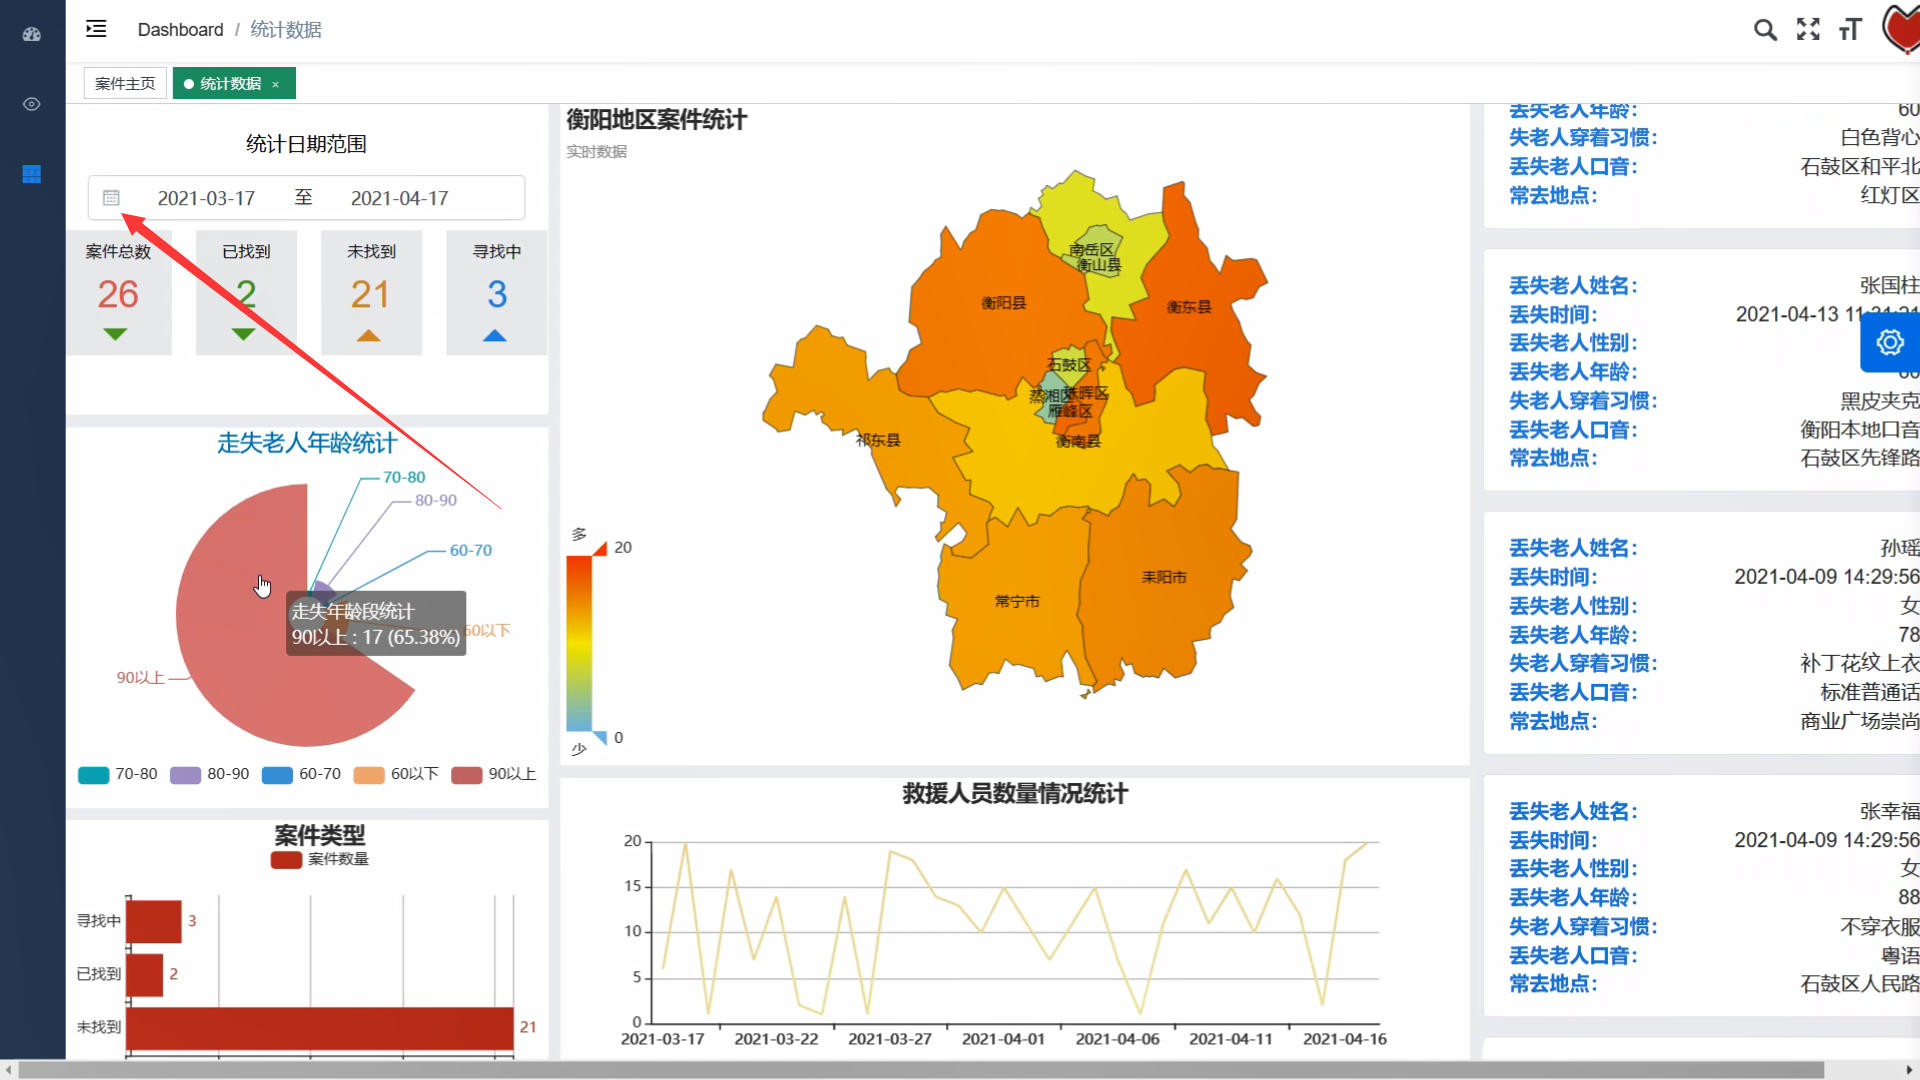 Dashboard / 统计数据
案件主页
统计数据 ×
统计日期范围
2021-03-17 至 2021-04-17
案件总数
26
已找到
2
未找到
21
寻找中
3
走失老人年龄统计
70-80
80-90
60-70
60以下
90以上
走失年龄段统计
90以上 : 17 (65.38%)
70-80
80-90
60-70
60以下
90以上
案件类型
案件数量
寻找中
3
已找到
2
未找到
21
衡阳地区案件统计
实时数据
南岳区
衡山县
衡阳县
衡东县
石鼓区
蒸湘区
珠晖区
雁峰区
衡南县
祁东县
常宁市
耒阳市
多
20
0
少
救援人员数量情况统计
20
15
10
5
0
2021-03-17
2021-03-22
2021-03-27
2021-04-01
2021-04-06
2021-04-11
2021-04-16
丢失老人年龄: 60
失老人穿着习惯: 白色背心
丢失老人口音: 石鼓区和平北
常去地点: 红灯区
丢失老人姓名: 张国柱
丢失时间: 2021-04-13 11:31:21
丢失老人性别:
丢失老人年龄:
失老人穿着习惯: 黑皮夹克
丢失老人口音: 衡阳本地口音
常去地点: 石鼓区先锋路
丢失老人姓名: 孙瑶
丢失时间: 2021-04-09 14:29:56
丢失老人性别: 女
丢失老人年龄: 78
失老人穿着习惯: 补丁花纹上衣
丢失老人口音: 标准普通话
常去地点: 商业广场崇尚
丢失老人姓名: 张幸福
丢失时间: 2021-04-09 14:29:56
丢失老人性别: 女
丢失老人年龄: 88
失老人穿着习惯: 不穿衣服
丢失老人口音: 粤语
常去地点: 石鼓区人民路